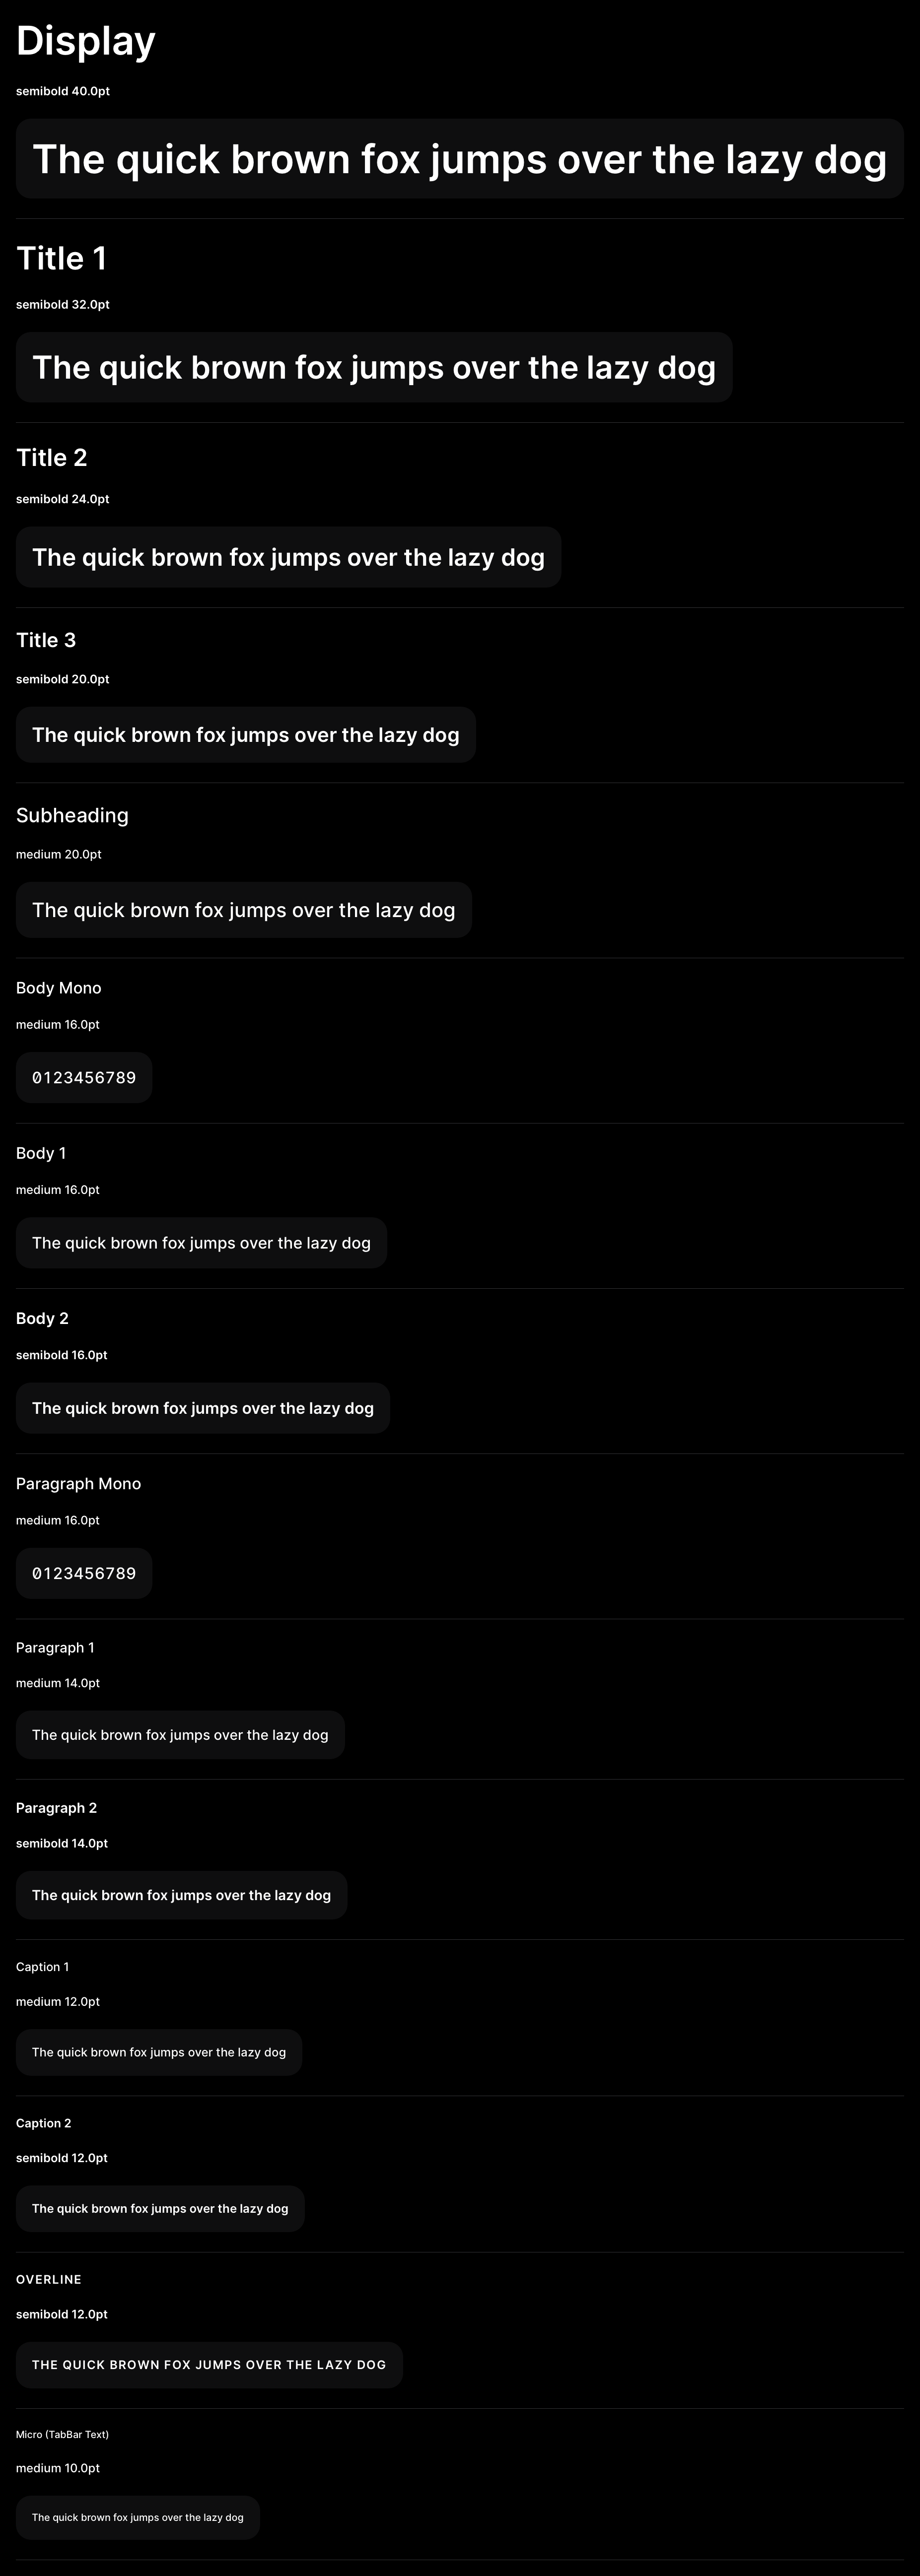 Display
semibold 40.0pt
The quick brown fox jumps over the lazy dog
Title 1
semibold 32.0pt
The quick brown fox jumps over the lazy dog
Title 2
semibold 24.0pt
The quick brown fox jumps over the lazy dog
Title 3
semibold 20.0pt
The quick brown fox jumps over the lazy dog
Subheading
medium 20.0pt
The quick brown fox jumps over the lazy dog
Body Mono
medium 16.0pt
0123456789
Body 1
medium 16.0pt
The quick brown fox jumps over the lazy dog
Body 2
semibold 16.0pt
The quick brown fox jumps over the lazy dog
Paragraph Mono
medium 16.0pt
0123456789
Paragraph 1
medium 14.0pt
The quick brown fox jumps over the lazy dog
Paragraph 2
semibold 14.0pt
The quick brown fox jumps over the lazy dog
Caption 1
medium 12.0pt
The quick brown fox jumps over the lazy dog
Caption 2
semibold 12.0pt
The quick brown fox jumps over the lazy dog
OVERLINE
semibold 12.0pt
THE QUICK BROWN FOX JUMPS OVER THE LAZY DOG
Micro (TabBar Text)
medium 10.0pt
The quick brown fox jumps over the lazy dog